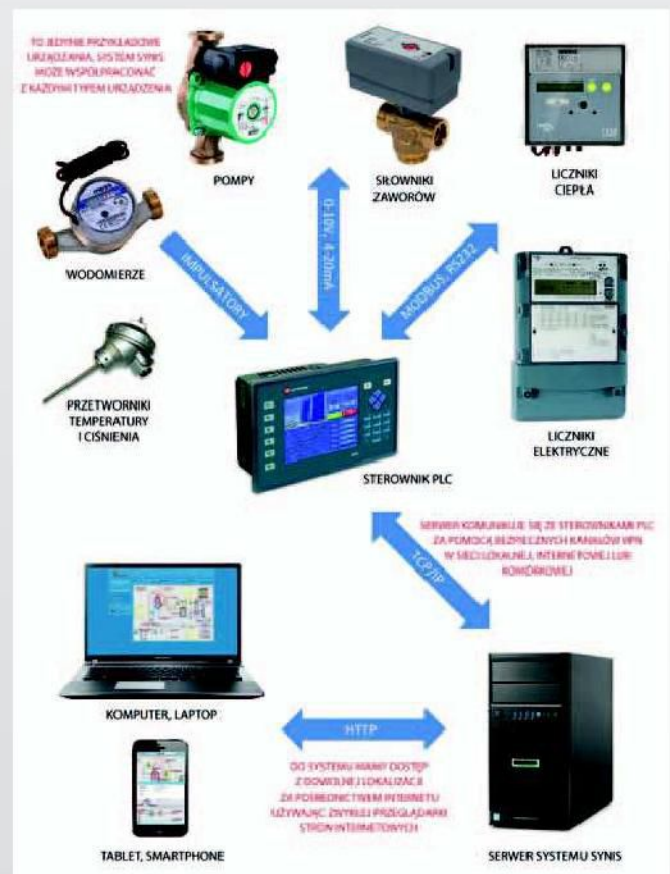 TO JEDYNIE PRZYKŁADOWE
URZĄDZENIA, SYSTEM SYNIS
MOŻE WSPÓŁPRACOWAĆ
Z KAŻDYM TYPEM URZĄDZENIA
POMPY
SŁOWNIKI
ZAWORÓW
LICZNIKI
CIEPŁA
WODOMIERZE
IMPULSATORY
0-10V, 4-20mA
MODBUS, RS232
PRZETWORNIKI
TEMPERATURY
I CIŚNIENIA
STEROWNIK PLC
LICZNIKI
ELEKTRYCZNE
SERWER KOMUNIKUJE SIĘ ZE STEROWNIKAMI PLC
ZA POMOCĄ BEZPIECZNYCH KANAŁÓW VPN
W SIECI LOKALNEJ, INTERNETOWEJ LUB
KOMÓRKOWEJ
TCP/IP
KOMPUTER, LAPTOP
HTTP
DO SYSTEMU MAMY DOSTĘP
Z DOWOLNEJ LOKALIZACJI
ZA POŚREDNICTWEM INTERNETU
UŻYWAJĄC ZWYKŁEJ PRZEGLĄDARKI
STRON INTERNETOWYCH
TABLET, SMARTPHONE
SERWER SYSTEMU SYNIS